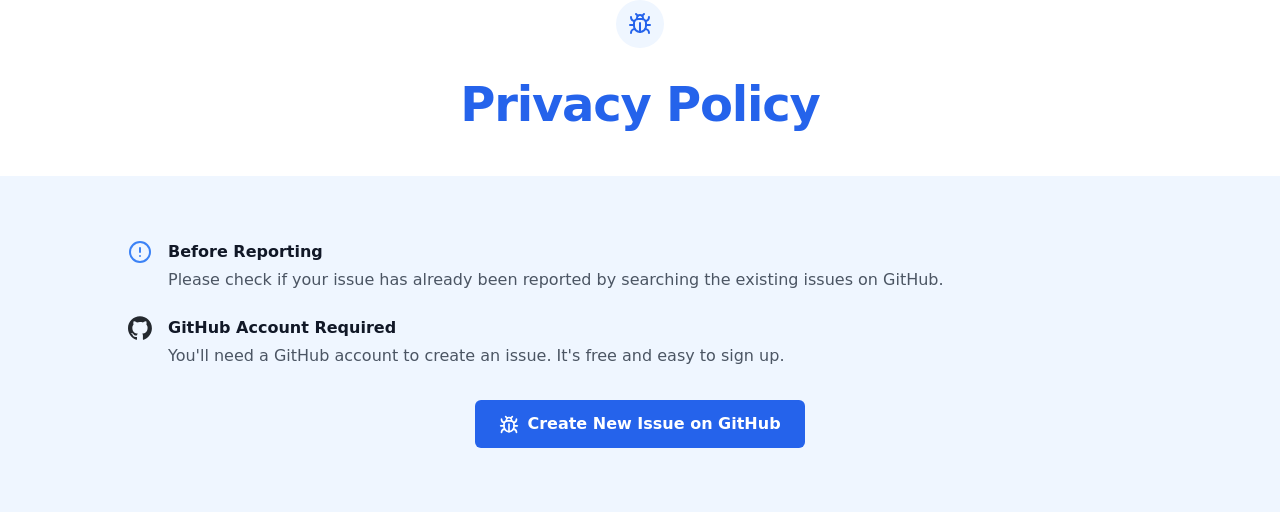 Privacy Policy
Before Reporting
Please check if your issue has already been reported by searching the existing issues on GitHub.
GitHub Account Required
You'll need a GitHub account to create an issue. It's free and easy to sign up.
Create New Issue on GitHub